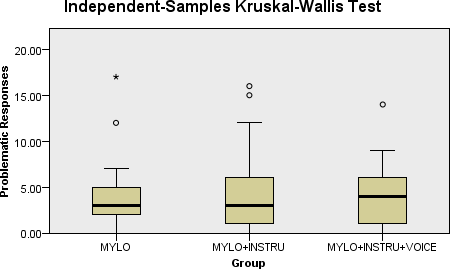 Independent-Samples Kruskal-Wallis Test
Problematic Responses
20.00
15.00
10.00
5.00
0.00
MYLO
MYLO+INSTRU
MYLO+INSTRU+VOICE
Group